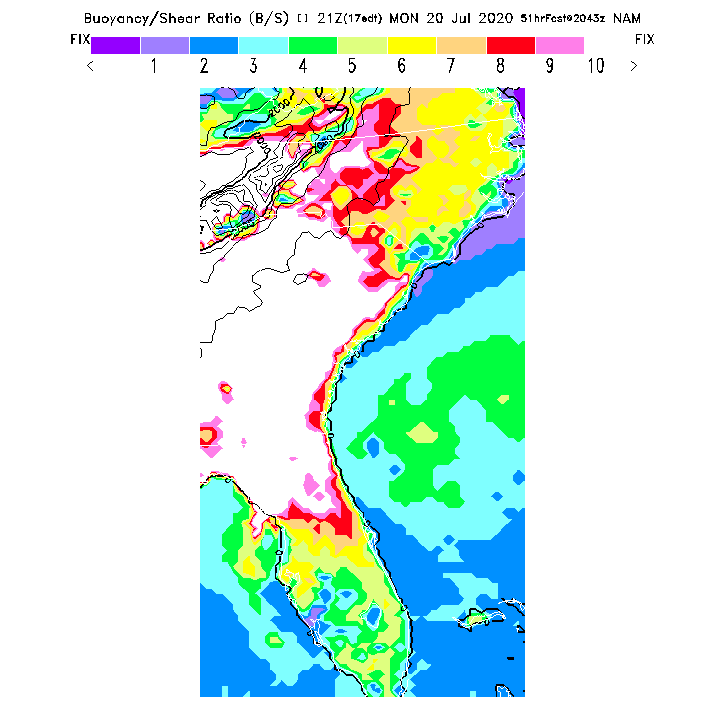 Buoyancy/Shear Ratio (B/S) [] 21Z(17edt) MON 20 Jul 2020 51hrFcst@2043z NAM
FIX FIX
< 1 2 3 4 5 6 7 8 9 10 >
2000